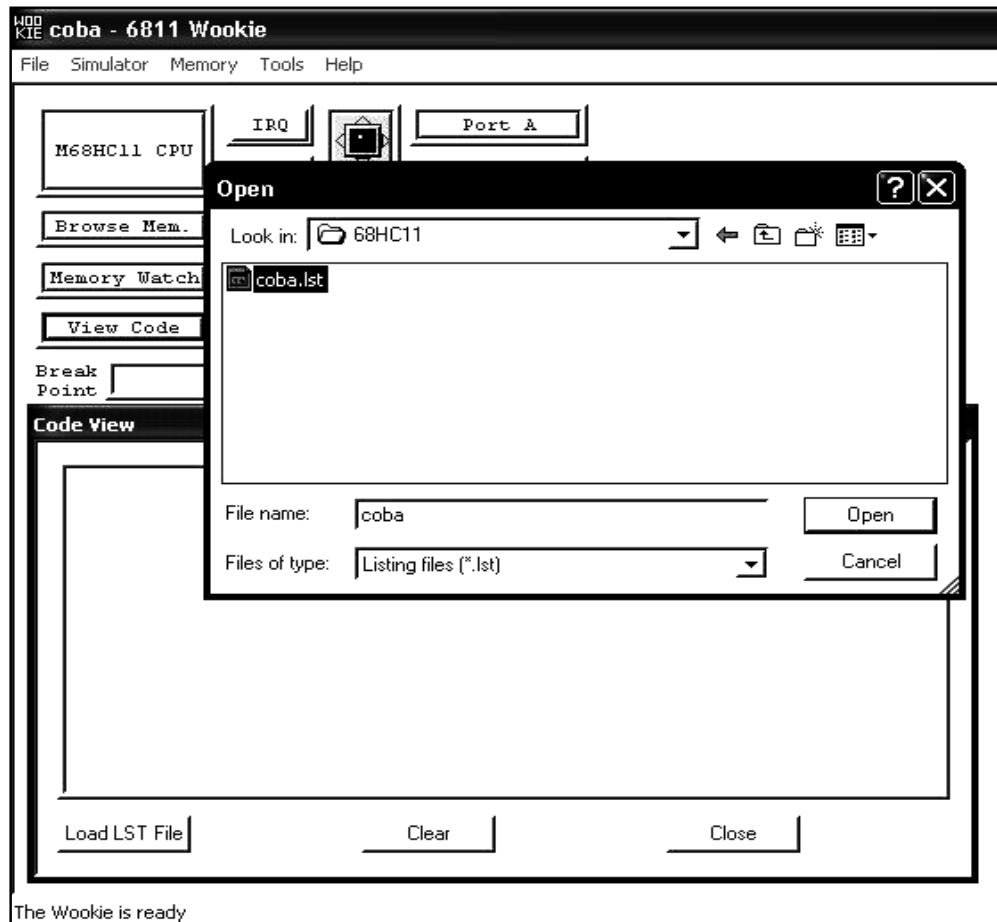 WOO
KIE coba - 6811 Wookie
File Simulator Memory Tools Help
M68HC11 CPU
IRQ
Port A
Browse Mem.
Memory Watch
View Code
Break
Point
Open
Look in: 68HC11
coba.lst
File name: coba
Open
Files of type: Listing files (*.lst)
Cancel
Code View
Load LST File
Clear
Close
The Wookie is ready